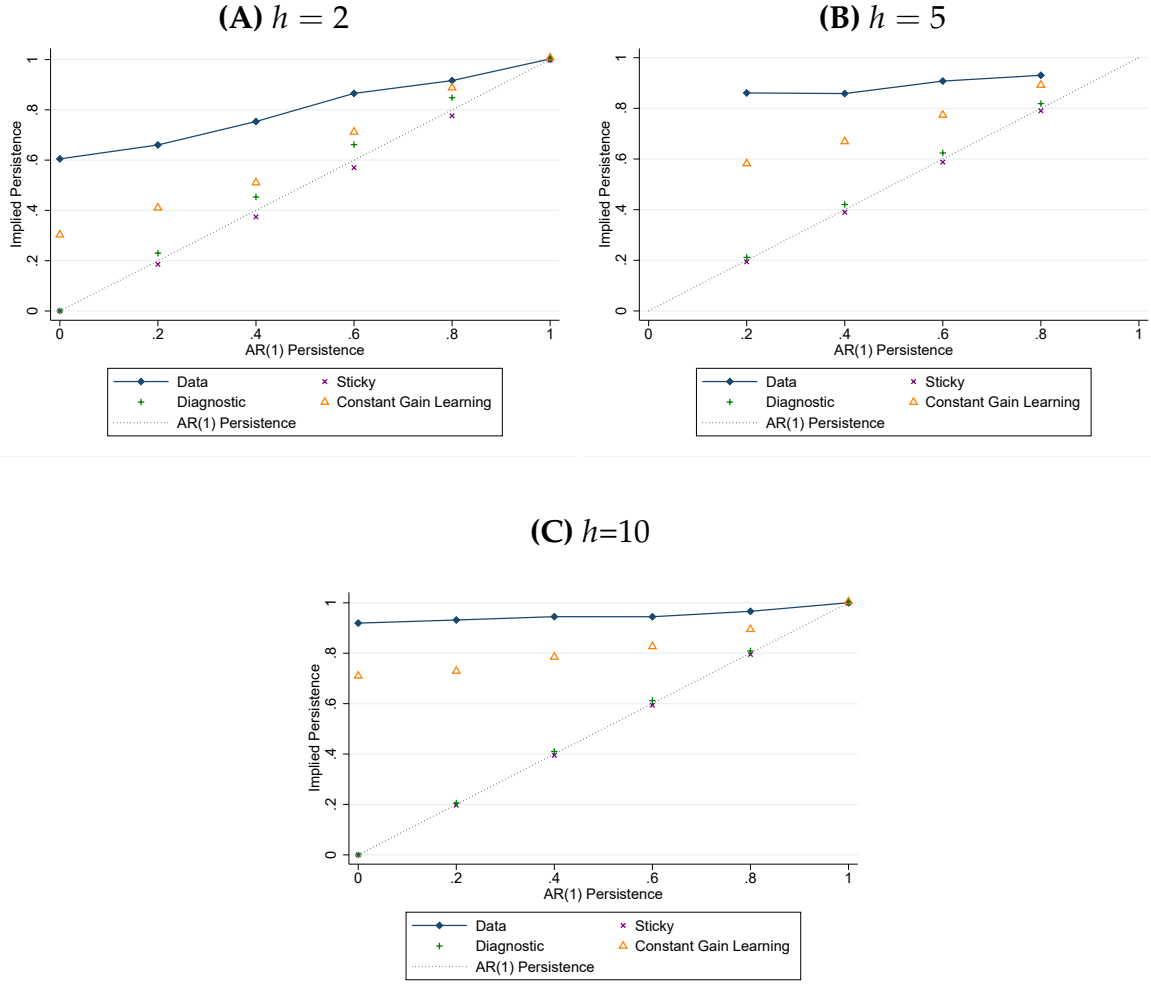 (A) h = 2
(B) h = 5
Implied Persistence
1
.8
.6
.4
.2
0
0 .2 .4 .6 .8 1
AR(1) Persistence
Data Sticky
Diagnostic Constant Gain Learning
AR(1) Persistence
Implied Persistence
1
.8
.6
.4
.2
0
0 .2 .4 .6 .8 1
AR(1) Persistence
Data Sticky
Diagnostic Constant Gain Learning
AR(1) Persistence
(C) h=10
Implied Persistence
1
.8
.6
.4
.2
0
0 .2 .4 .6 .8 1
AR(1) Persistence
Data Sticky
Diagnostic Constant Gain Learning
AR(1) Persistence